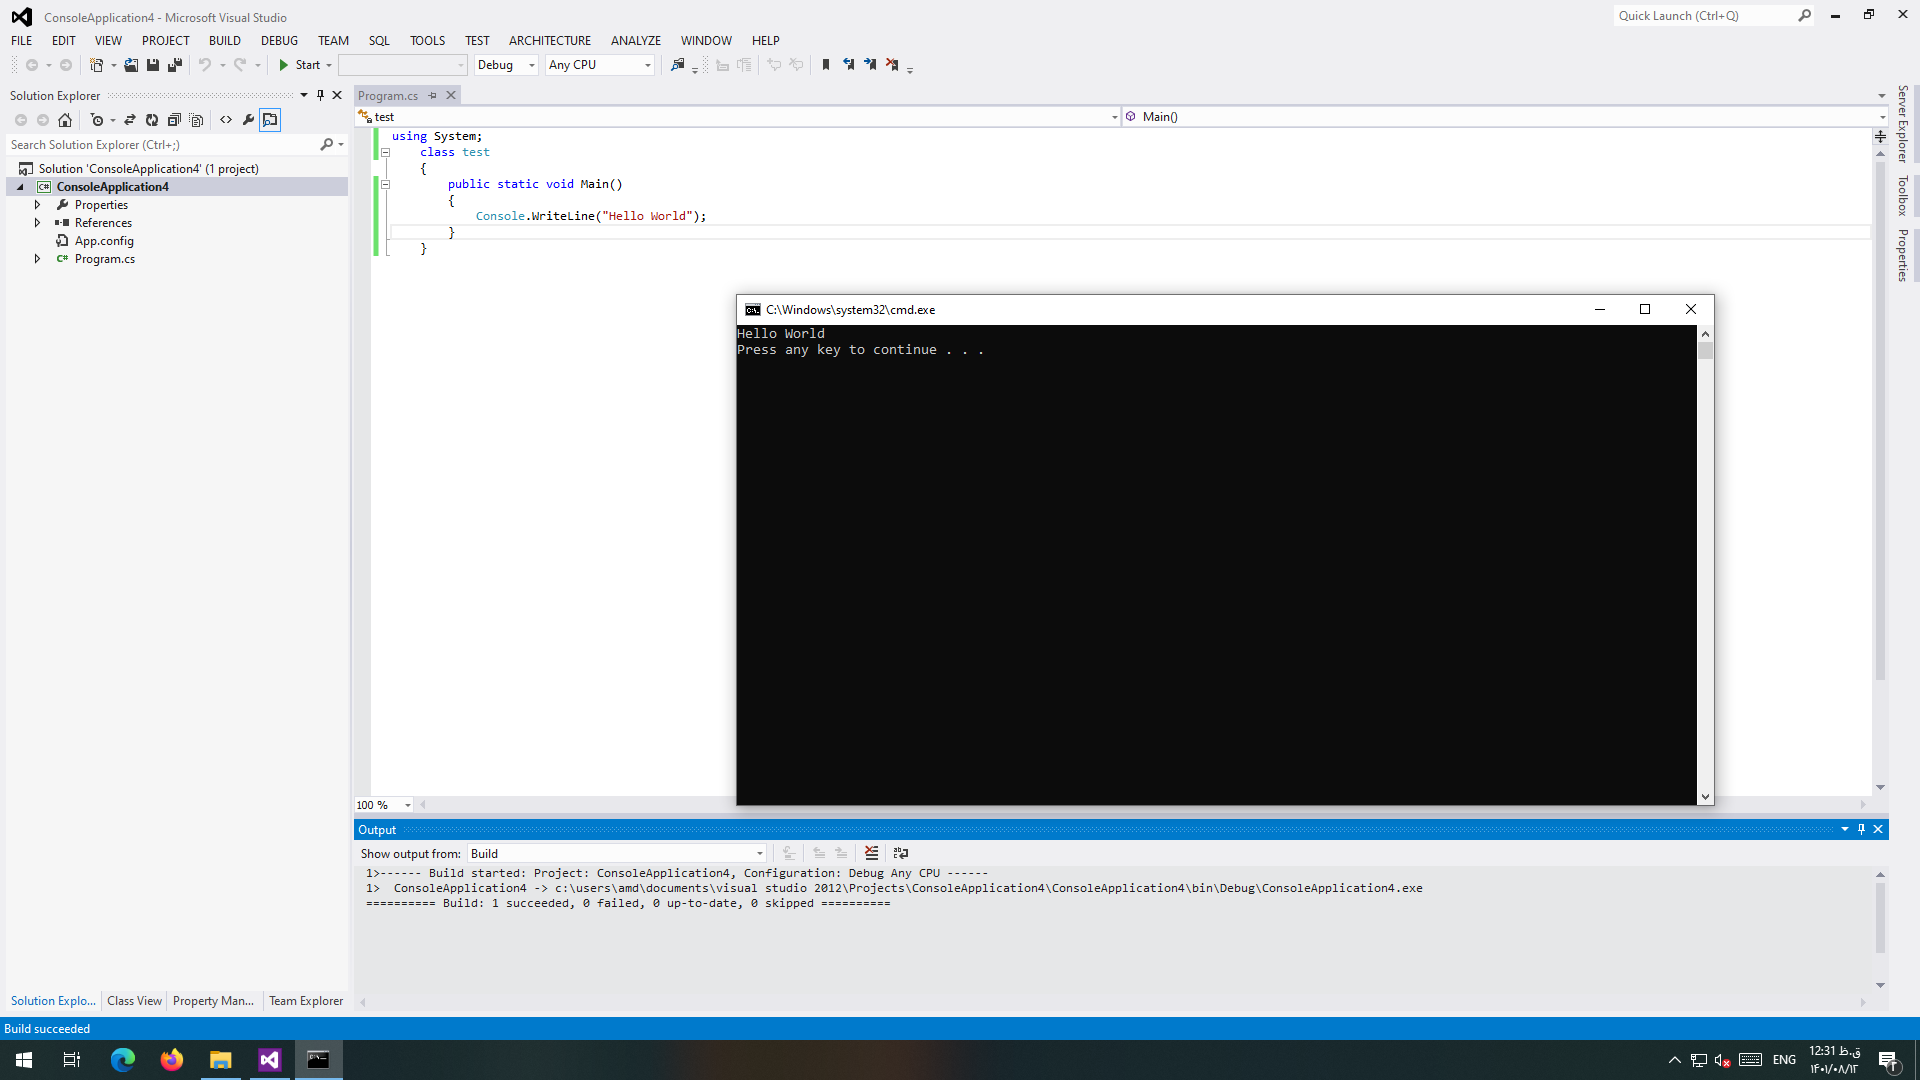 ConsoleApplication4 - Microsoft Visual Studio
Quick Launch (Ctrl+Q)
FILE EDIT VIEW PROJECT BUILD DEBUG TEAM SQL TOOLS TEST ARCHITECTURE ANALYZE WINDOW HELP
Start Debug Any CPU
Solution Explorer
Search Solution Explorer (Ctrl+;)
Solution 'ConsoleApplication4' (1 project)
C# ConsoleApplication4
Properties
References
App.config
C# Program.cs
Program.cs
test
Main()
using System;
class test
{
public static void Main()
{
Console.WriteLine("Hello World");
}
}
C:\Windows\system32\cmd.exe
Hello World
Press any key to continue . . .
Server Explorer
Toolbox
Properties
100 %
Output
Show output from: Build
1>------ Build started: Project: ConsoleApplication4, Configuration: Debug Any CPU ------
1>  ConsoleApplication4 -> c:\users\amd\documents\visual studio 2012\Projects\ConsoleApplication4\ConsoleApplication4\bin\Debug\ConsoleApplication4.exe
========== Build: 1 succeeded, 0 failed, 0 up-to-date, 0 skipped ==========
Solution Explo... Class View Property Man... Team Explorer
Build succeeded
ENG
12:31 ق.ظ
۱۴۰۱/۰۸/۱۲